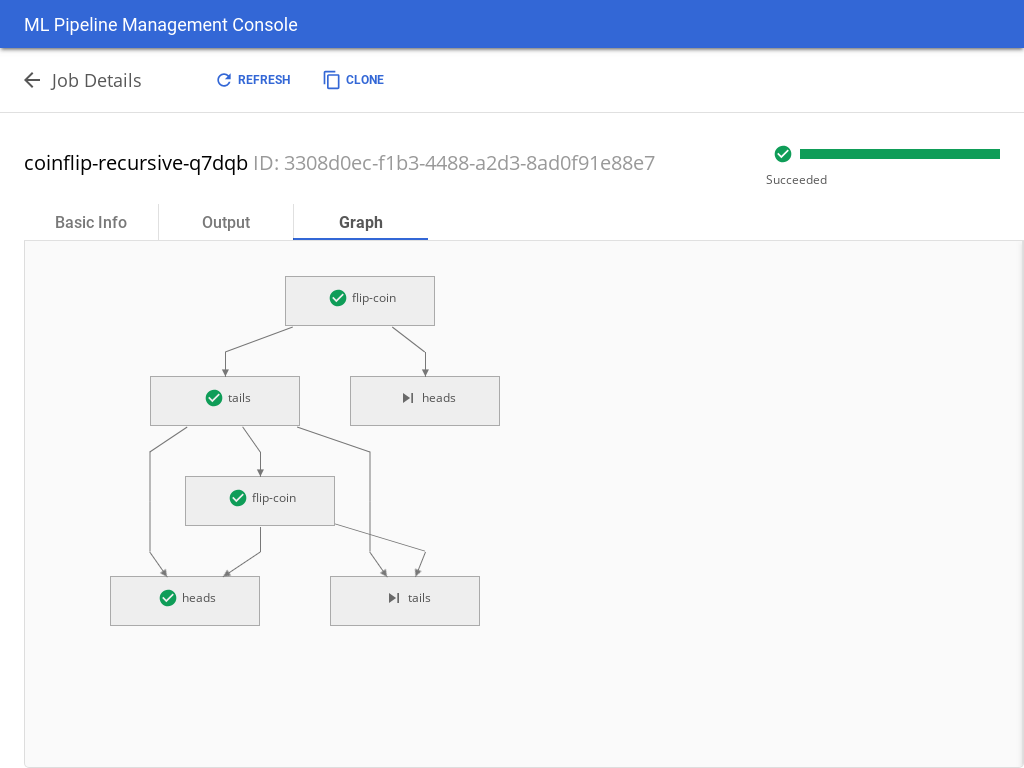 ML Pipeline Management Console
Job Details
REFRESH
CLONE
coinflip-recursive-q7dqb ID: 3308d0ec-f1b3-4488-a2d3-8ad0f91e88e7
Succeeded
Basic Info
Output
Graph
flip-coin
tails
heads
flip-coin
heads
tails